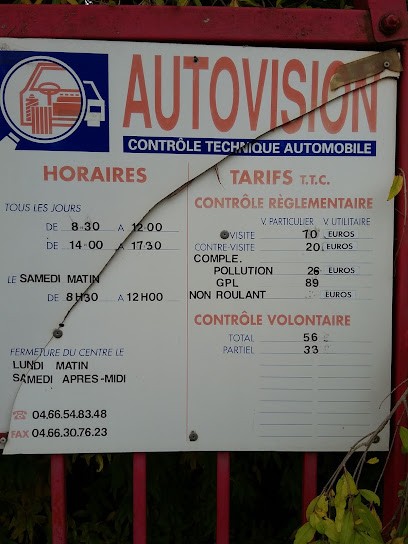 AUTOVISION
CONTRÔLE TECHNIQUE AUTOMOBILE
HORAIRES
TOUS LES JOURS
DE 8-30 A 12-00
DE 14-00 A 17-30
LE SAMEDI MATIN
DE 8H30 A 12H00
FERMETURE DU CENTRE LE
LUNDI MATIN
SAMEDI APRES-MIDI
☎ 04.66.54.83.48
FAX 04.66.30.76.23
TARIFS T.T.C.
CONTRÔLE RÈGLEMENTAIRE
V. PARTICULIER V. UTILITAIRE
VISITE 70 EUROS
CONTRE-VISITE 20 EUROS
COMPLE.
POLLUTION 26 EUROS
GPL 89
NON ROULANT EUROS
CONTRÔLE VOLONTAIRE
TOTAL 56
PARTIEL 33